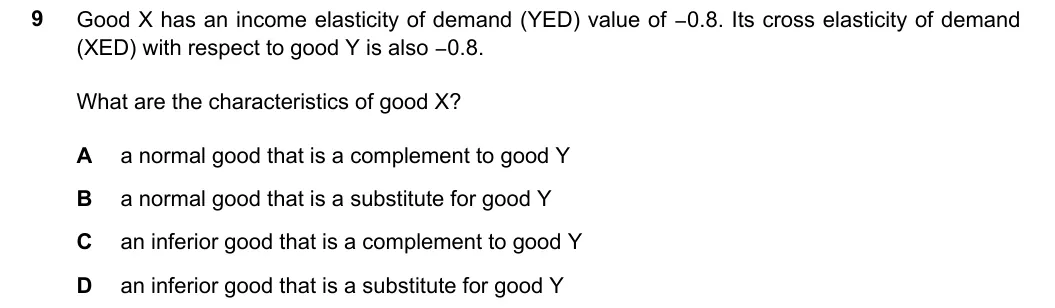 9 Good X has an income elasticity of demand (YED) value of –0.8. Its cross elasticity of demand
(XED) with respect to good Y is also –0.8.
What are the characteristics of good X?
A a normal good that is a complement to good Y
B a normal good that is a substitute for good Y
C an inferior good that is a complement to good Y
D an inferior good that is a substitute for good Y